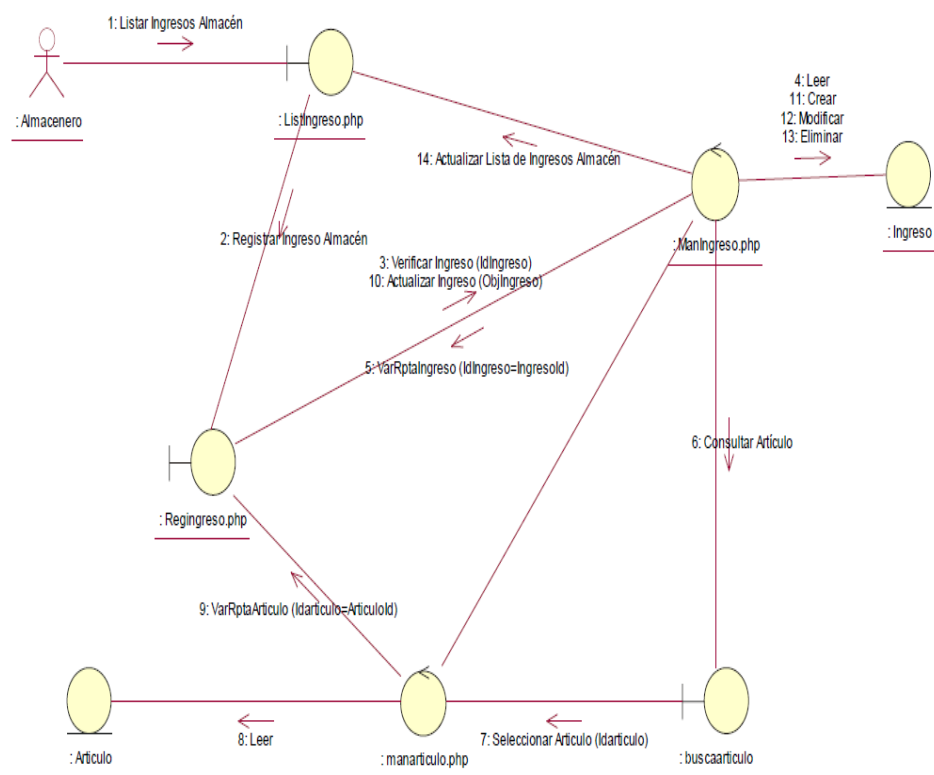 1: Listar Ingresos Almacén
: Almacenero
: ListIngreso.php
4: Leer
11: Crear
12: Modificar
13: Eliminar
14: Actualizar Lista de Ingresos Almacén
: Ingreso
: ManIngreso.php
2: Registrar Ingreso Almacén
3: Verificar Ingreso (IdIngreso)
10: Actualizar Ingreso (ObjIngreso)
5: VarRptaIngreso (IdIngreso=IngresoId)
6: Consultar Artículo
: Regingreso.php
9: VarRptaArticulo (Idarticulo=ArticuloId)
8: Leer
7: Seleccionar Articulo (Idarticulo)
: Articulo
: manarticulo.php
: buscaarticulo